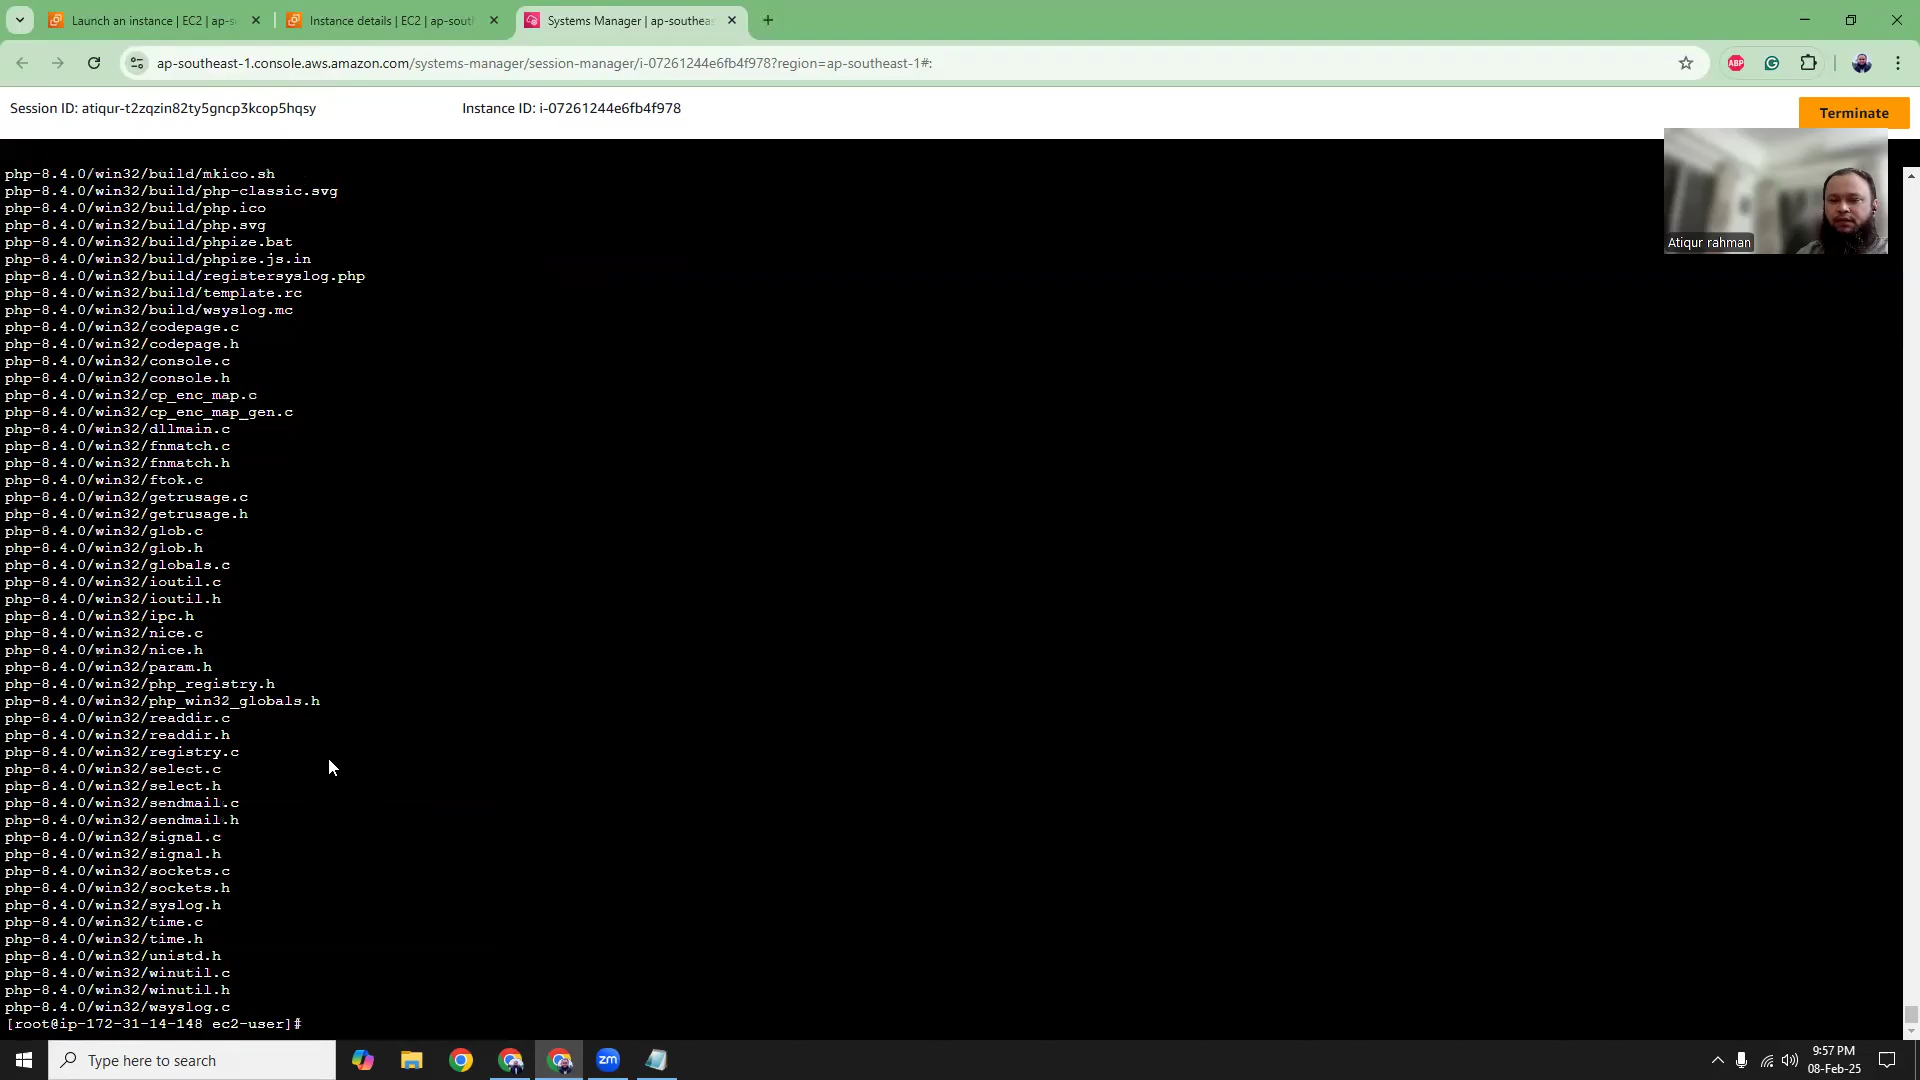 Launch an instance | EC2 | ap-s
Instance details | EC2 | ap-sout
Systems Manager | ap-southea
ap-southeast-1.console.aws.amazon.com/systems-manager/session-manager/i-07261244e6fb4f978?region=ap-southeast-1#:
ABP
Session ID: atiqur-t2zqzin82ty5gncp3kcop5hqsy
Instance ID: i-07261244e6fb4f978
Terminate
Atiqur rahman
php-8.4.0/win32/build/mkico.sh
php-8.4.0/win32/build/php-classic.svg
php-8.4.0/win32/build/php.ico
php-8.4.0/win32/build/php.svg
php-8.4.0/win32/build/phpize.bat
php-8.4.0/win32/build/phpize.js.in
php-8.4.0/win32/build/registersyslog.php
php-8.4.0/win32/build/template.rc
php-8.4.0/win32/build/wsyslog.mc
php-8.4.0/win32/codepage.c
php-8.4.0/win32/codepage.h
php-8.4.0/win32/console.c
php-8.4.0/win32/console.h
php-8.4.0/win32/cp_enc_map.c
php-8.4.0/win32/cp_enc_map_gen.c
php-8.4.0/win32/dllmain.c
php-8.4.0/win32/fnmatch.c
php-8.4.0/win32/fnmatch.h
php-8.4.0/win32/ftok.c
php-8.4.0/win32/getrusage.c
php-8.4.0/win32/getrusage.h
php-8.4.0/win32/glob.c
php-8.4.0/win32/glob.h
php-8.4.0/win32/globals.c
php-8.4.0/win32/ioutil.c
php-8.4.0/win32/ioutil.h
php-8.4.0/win32/ipc.h
php-8.4.0/win32/nice.c
php-8.4.0/win32/nice.h
php-8.4.0/win32/param.h
php-8.4.0/win32/php_registry.h
php-8.4.0/win32/php_win32_globals.h
php-8.4.0/win32/readdir.c
php-8.4.0/win32/readdir.h
php-8.4.0/win32/registry.c
php-8.4.0/win32/select.c
php-8.4.0/win32/select.h
php-8.4.0/win32/sendmail.c
php-8.4.0/win32/sendmail.h
php-8.4.0/win32/signal.c
php-8.4.0/win32/signal.h
php-8.4.0/win32/sockets.c
php-8.4.0/win32/sockets.h
php-8.4.0/win32/syslog.h
php-8.4.0/win32/time.c
php-8.4.0/win32/time.h
php-8.4.0/win32/unistd.h
php-8.4.0/win32/winutil.c
php-8.4.0/win32/winutil.h
php-8.4.0/win32/wsyslog.c
[root@ip-172-31-14-148 ec2-user]#
Type here to search
zm
9:57 PM
08-Feb-25